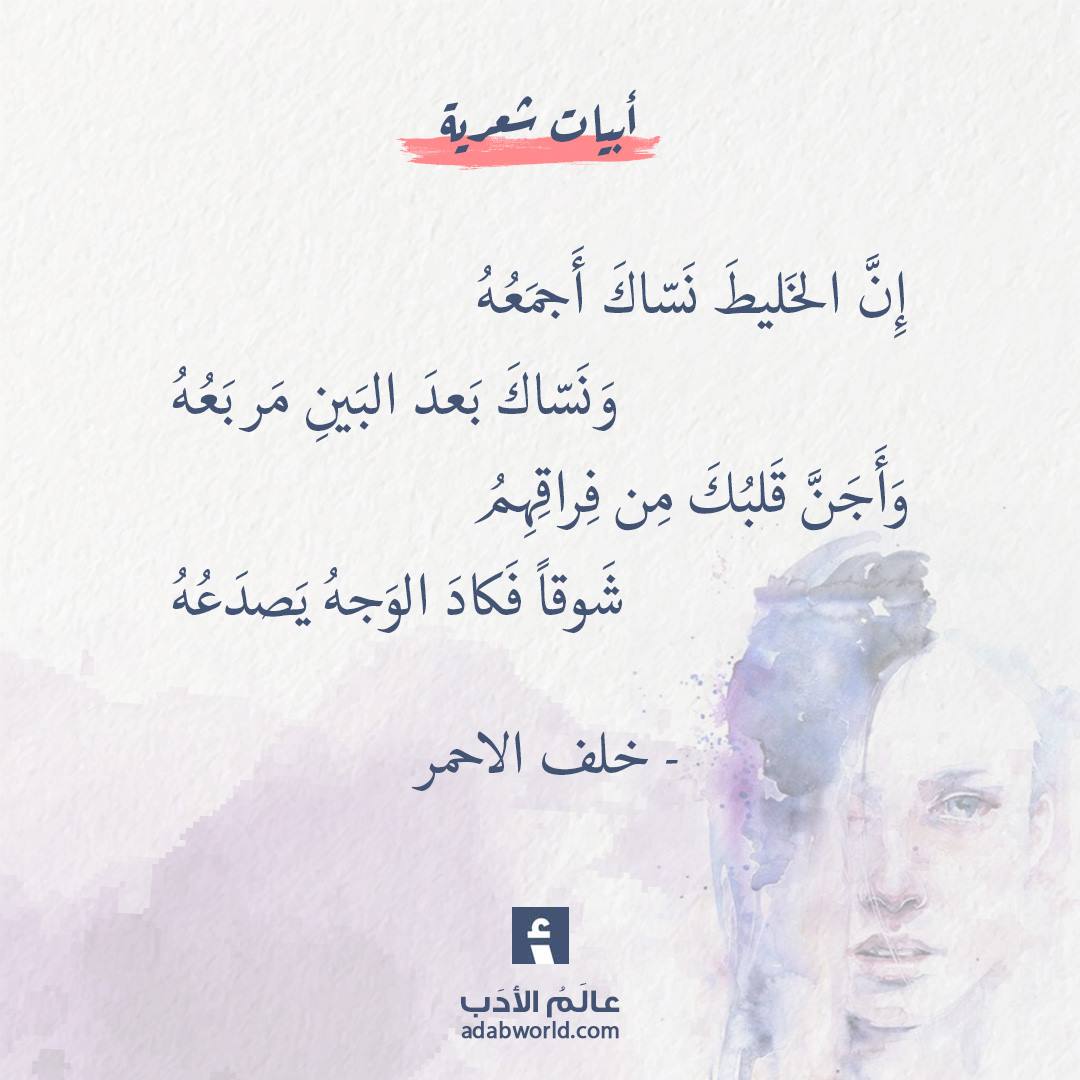 أبيات شعرية
إِنَّ الخَليطَ نَسّاكَ أَجمَعُهُ
وَنَسّاكَ بَعدَ البَينِ مَربَعُهُ
وَأَجَنَّ قَلبُكَ مِن فِراقِهِمُ
شَوقاً فَكادَ الوَجهُ يَصدَعُهُ
- خلف الاحمر
أ
عالَمُ الأدَب
adabworld.com